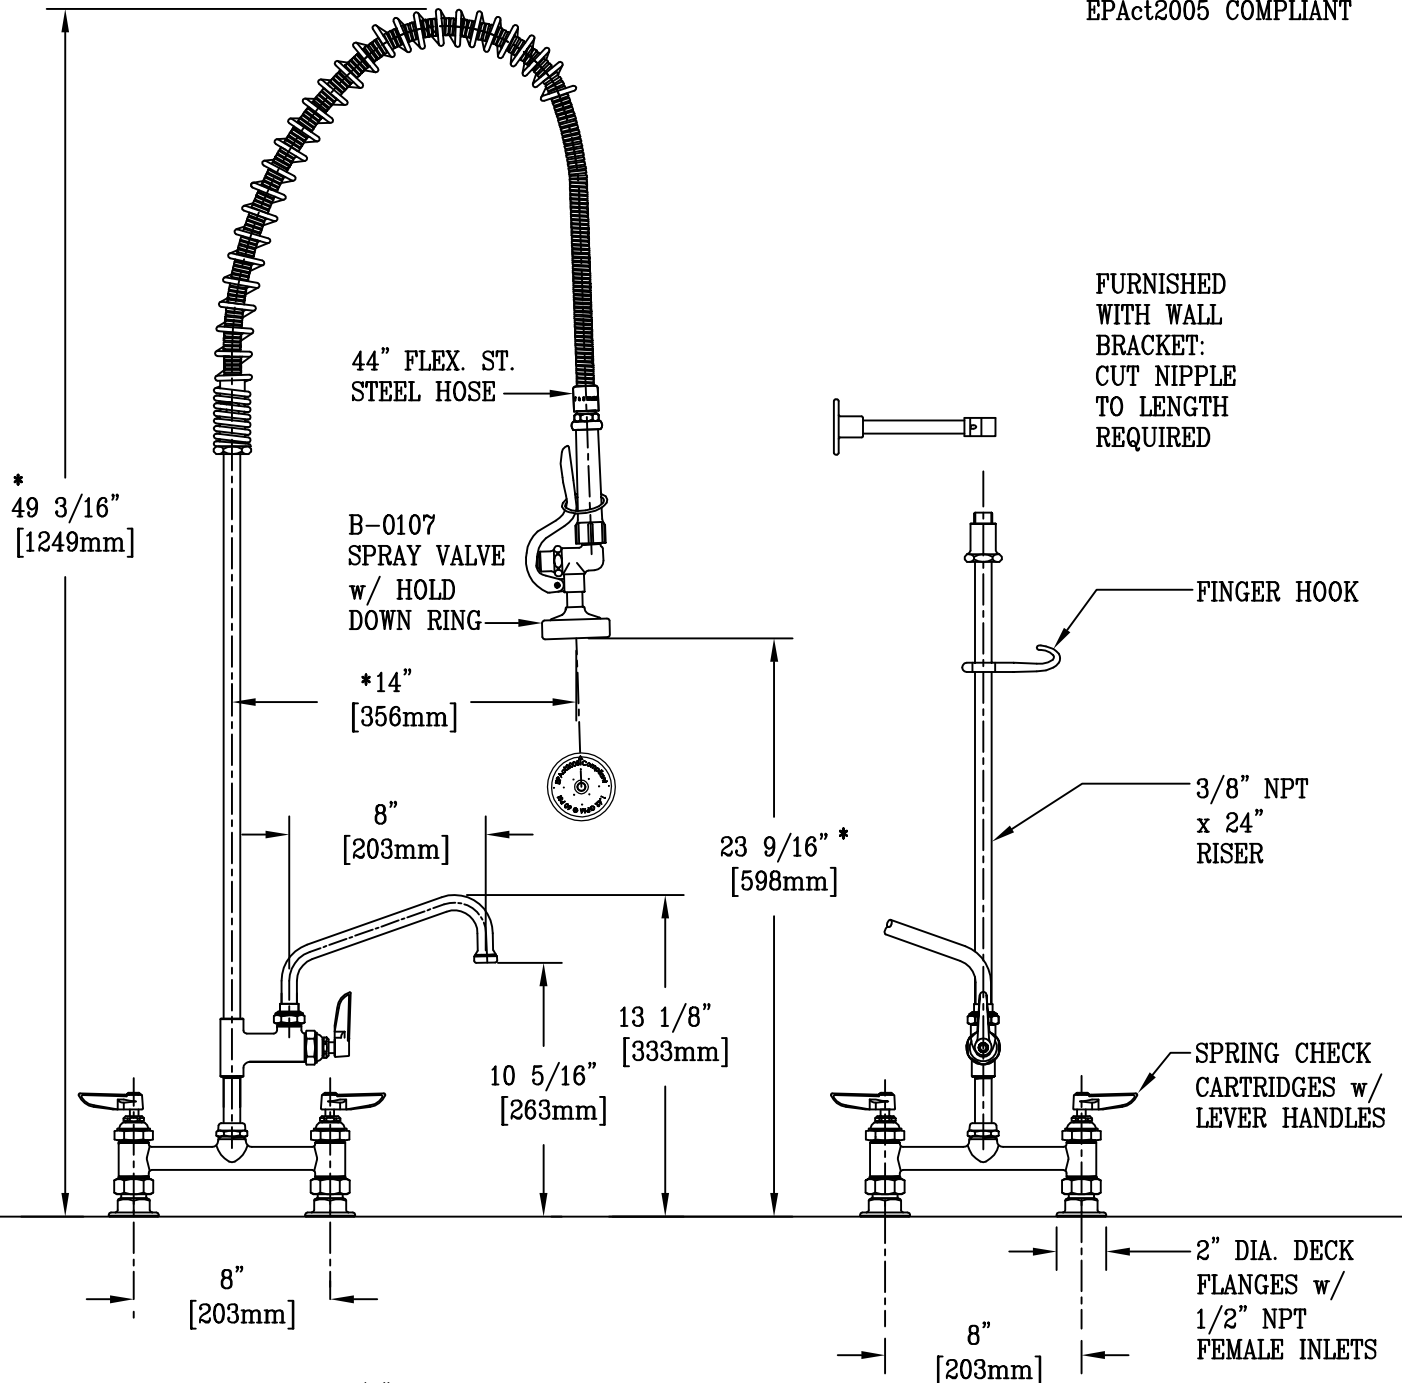 EPAct2005 COMPLIANT
FURNISHED
WITH WALL
BRACKET:
CUT NIPPLE
TO LENGTH
REQUIRED
44" FLEX. ST.
STEEL HOSE
*
49 3/16"
[1249mm]
B-0107
SPRAY VALVE
w/ HOLD
DOWN RING
FINGER HOOK
*14"
[356mm]
EPAct2005 Compliant
3/8" NPT
x 24"
RISER
8"
[203mm]
23 9/16" *
[598mm]
13 1/8"
[333mm]
10 5/16"
[263mm]
SPRING CHECK
CARTRIDGES w/
LEVER HANDLES
8"
[203mm]
2" DIA. DECK
FLANGES w/
1/2" NPT
FEMALE INLETS
8"
[203mm]